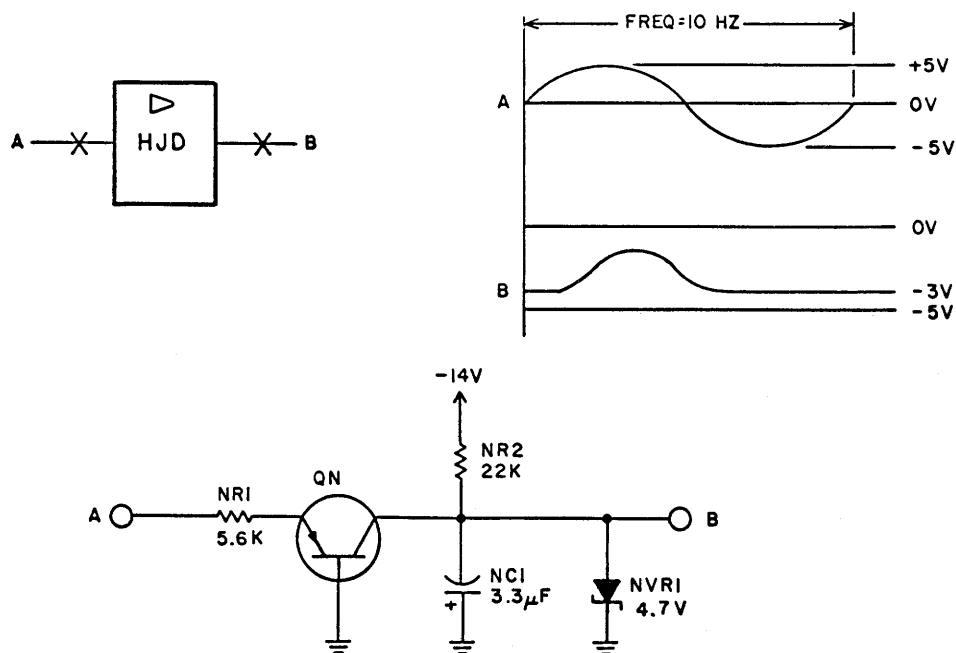 FREQ=10 HZ
+5V
A
0V
-5V
A
HJD
B
0V
B
-3V
-5V
-14V
NR2
22K
QN
NR1
A
B
5.6K
NC1
3.3μF
+
NVR1
4.7V